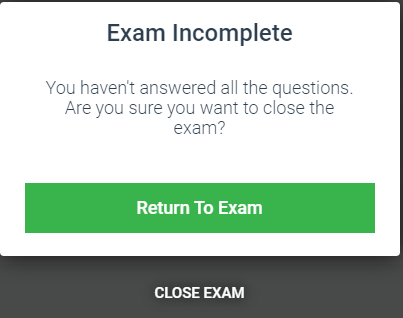 Exam Incomplete
You haven't answered all the questions.
Are you sure you want to close the
exam?
Return To Exam
CLOSE EXAM